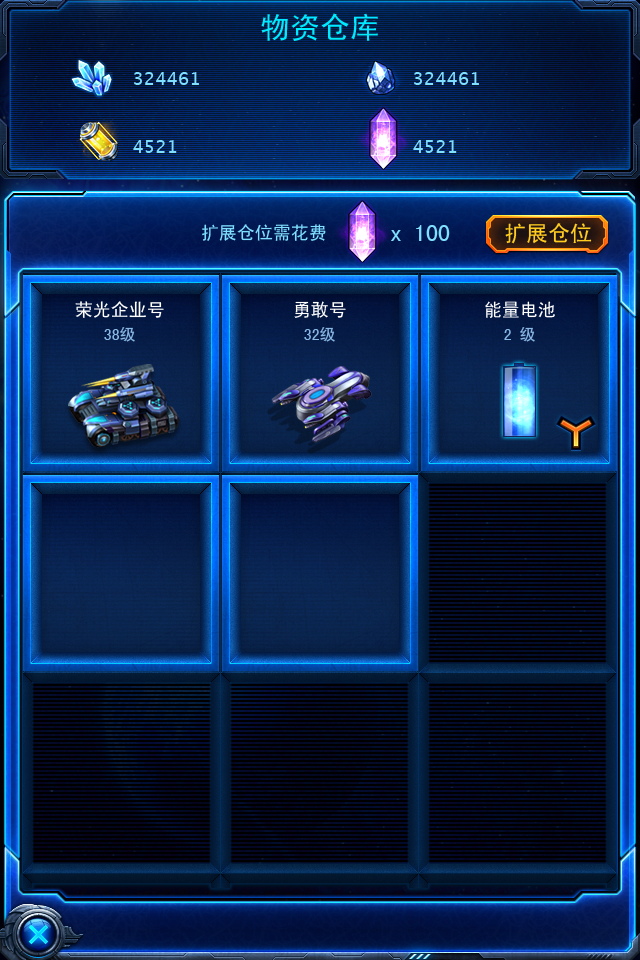 物资仓库
324461 324461
4521 4521
扩展仓位需花费 x 100 扩展仓位
荣光企业号 勇敢号 能量电池
38级 32级 2 级